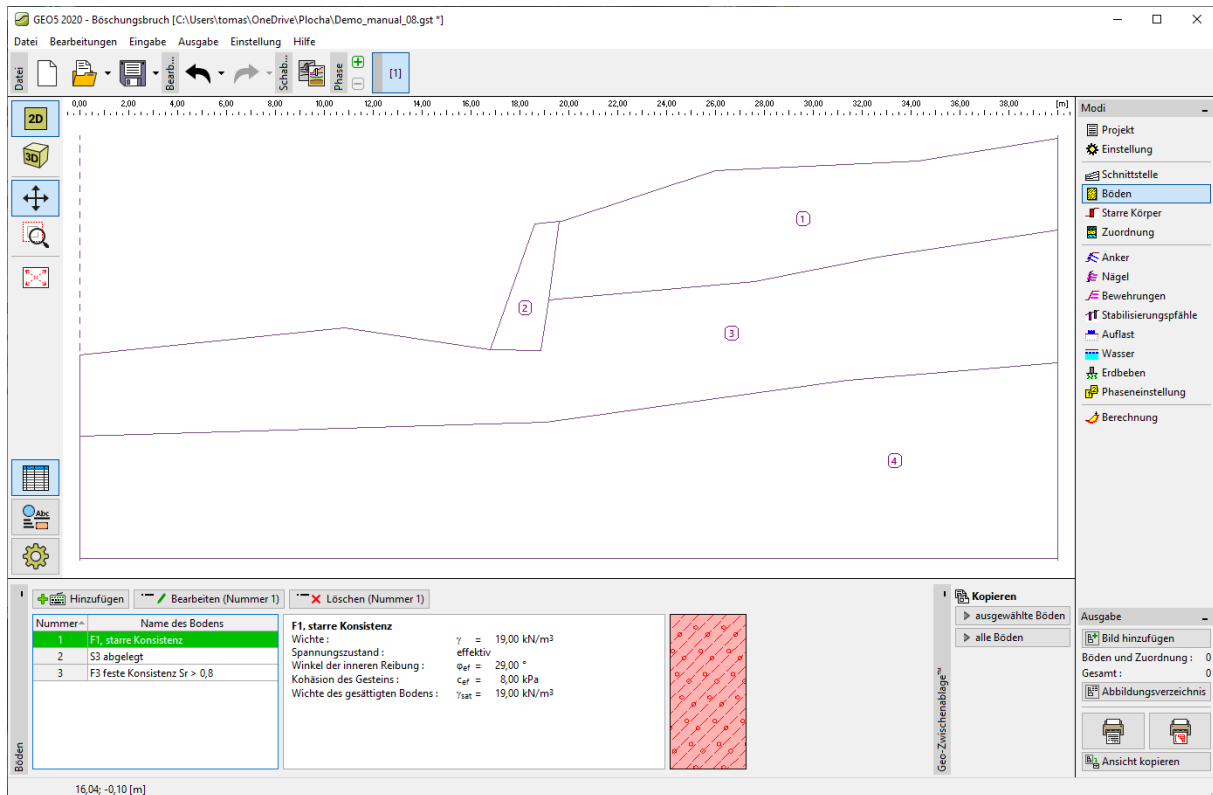 GEO5 2020 - Böschungsbruch [C:\Users\tomas\OneDrive\Plocha\Demo_manual_08.gst *]
Datei Bearbeitungen Eingabe Ausgabe Einstellung Hilfe
Datei
Bearb...
Schab...
Phase
[1]
2D
3D
0,00 2,00 4,00 6,00 8,00 10,00 12,00 14,00 16,00 18,00 20,00 22,00 24,00 26,00 28,00 30,00 32,00 34,00 36,00 38,00 [m]
1
2
3
4
Abc
Modi
Projekt
Einstellung
Schnittstelle
Böden
Starre Körper
Zuordnung
Anker
Nägel
Bewehrungen
Stabilisierungspfähle
Auflast
Wasser
Erdbeben
Phaseneinstellung
Berechnung
Böden
Hinzufügen
Bearbeiten (Nummer 1)
Löschen (Nummer 1)
Nummer Name des Bodens
1 F1, starre Konsistenz
2 S3 abgelegt
3 F3 feste Konsistenz Sr > 0,8
F1, starre Konsistenz
Wichte : γ = 19,00 kN/m³
Spannungszustand : effektiv
Winkel der inneren Reibung : φef = 29,00 °
Kohäsion des Gesteins : cef = 8,00 kPa
Wichte des gesättigten Bodens : γsat = 19,00 kN/m³
Geo-Zwischenablage™
Kopieren
ausgewählte Böden
alle Böden
Ausgabe
Bild hinzufügen
Böden und Zuordnung : 0
Gesamt : 0
Abbildungsverzeichnis
Ansicht kopieren
16,04; -0,10 [m]